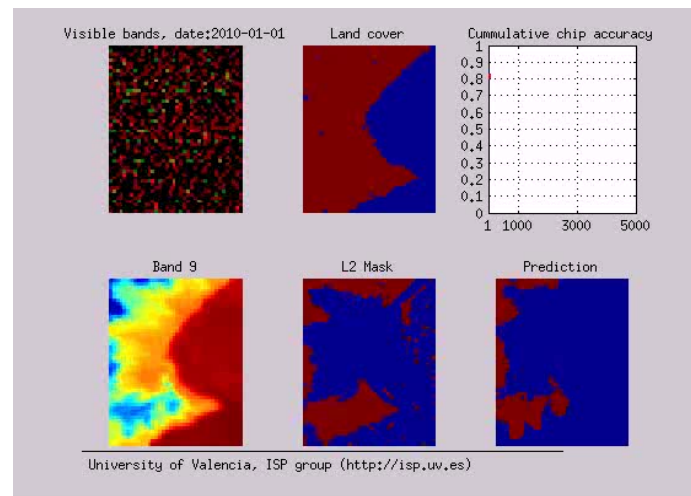 Visible bands, date:2010-01-01
Land cover
Cummulative chip accuracy
1
0.9
0.8
0.7
0.6
0.5
0.4
0.3
0.2
0.1
0
1 1000 3000 5000
Band 9
L2 Mask
Prediction
University of Valencia, ISP group (http://isp.uv.es)